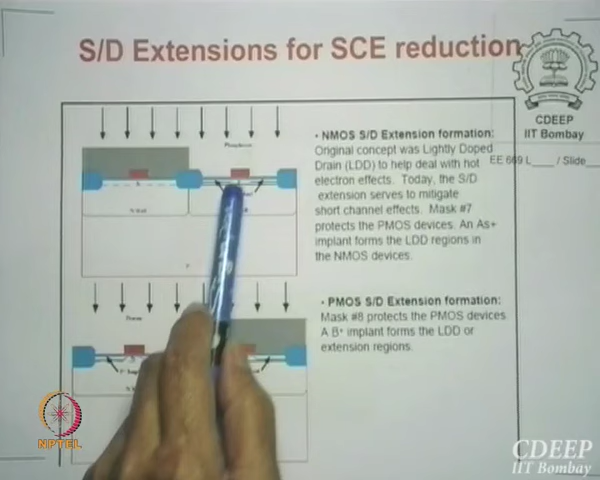 S/D Extensions for SCE reduction
CDEEP
IIT Bombay
EE 669 L____ / Slide
• NMOS S/D Extension formation:
Original concept was Lightly Doped
Drain (LDD) to help deal with hot
electron effects. Today, the S/D
extension serves to mitigate
short channel effects. Mask #7
protects the PMOS devices. An As+
implant forms the LDD regions in
the NMOS devices.
• PMOS S/D Extension formation:
Mask #8 protects the PMOS devices
A B+ implant forms the LDD or
extension regions.
Phosphorus
N Well
NPTEL
CDEEP
IIT Bombay